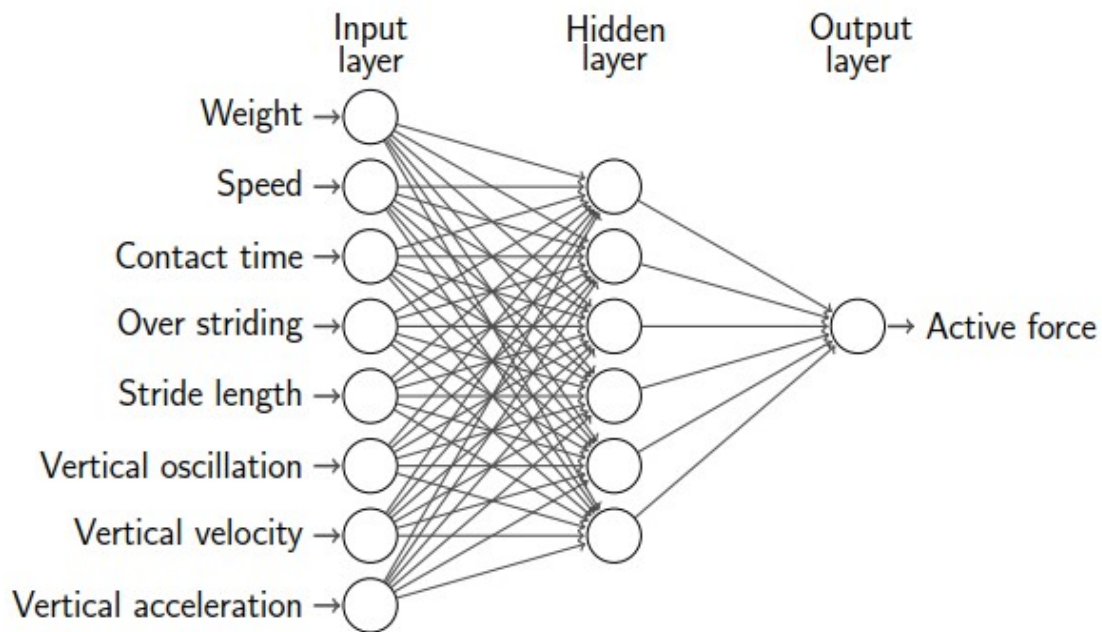 Input
layer
Hidden
layer
Output
layer
Weight
Speed
Contact time
Over striding
Stride length
Vertical oscillation
Vertical velocity
Vertical acceleration
Active force